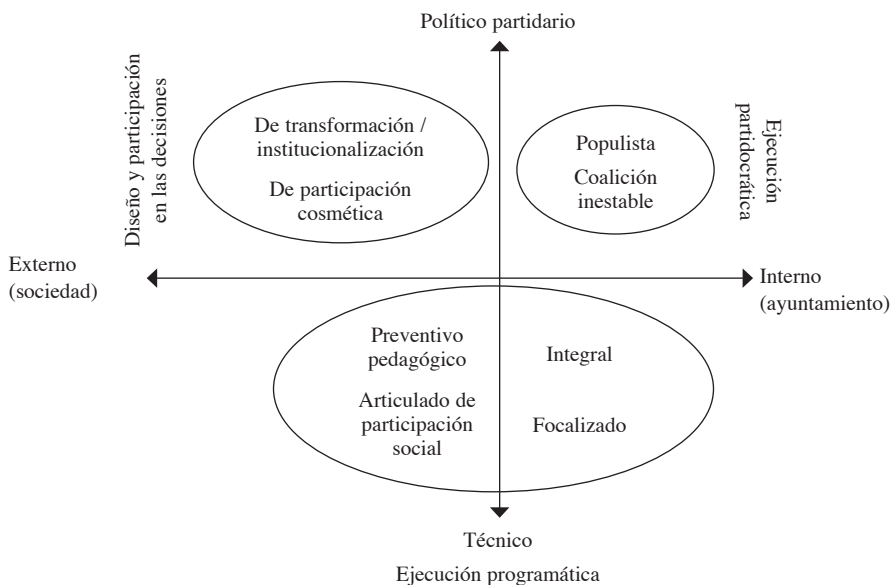 Político partidario
Diseño y participación
en las decisiones
De transformación /
institucionalización
De participación
cosmética
Populista
Coalición
inestable
Ejecución
partidocrática
Externo
(sociedad)
Interno
(ayuntamiento)
Preventivo
pedagógico
Integral
Articulado de
participación
social
Focalizado
Técnico
Ejecución programática